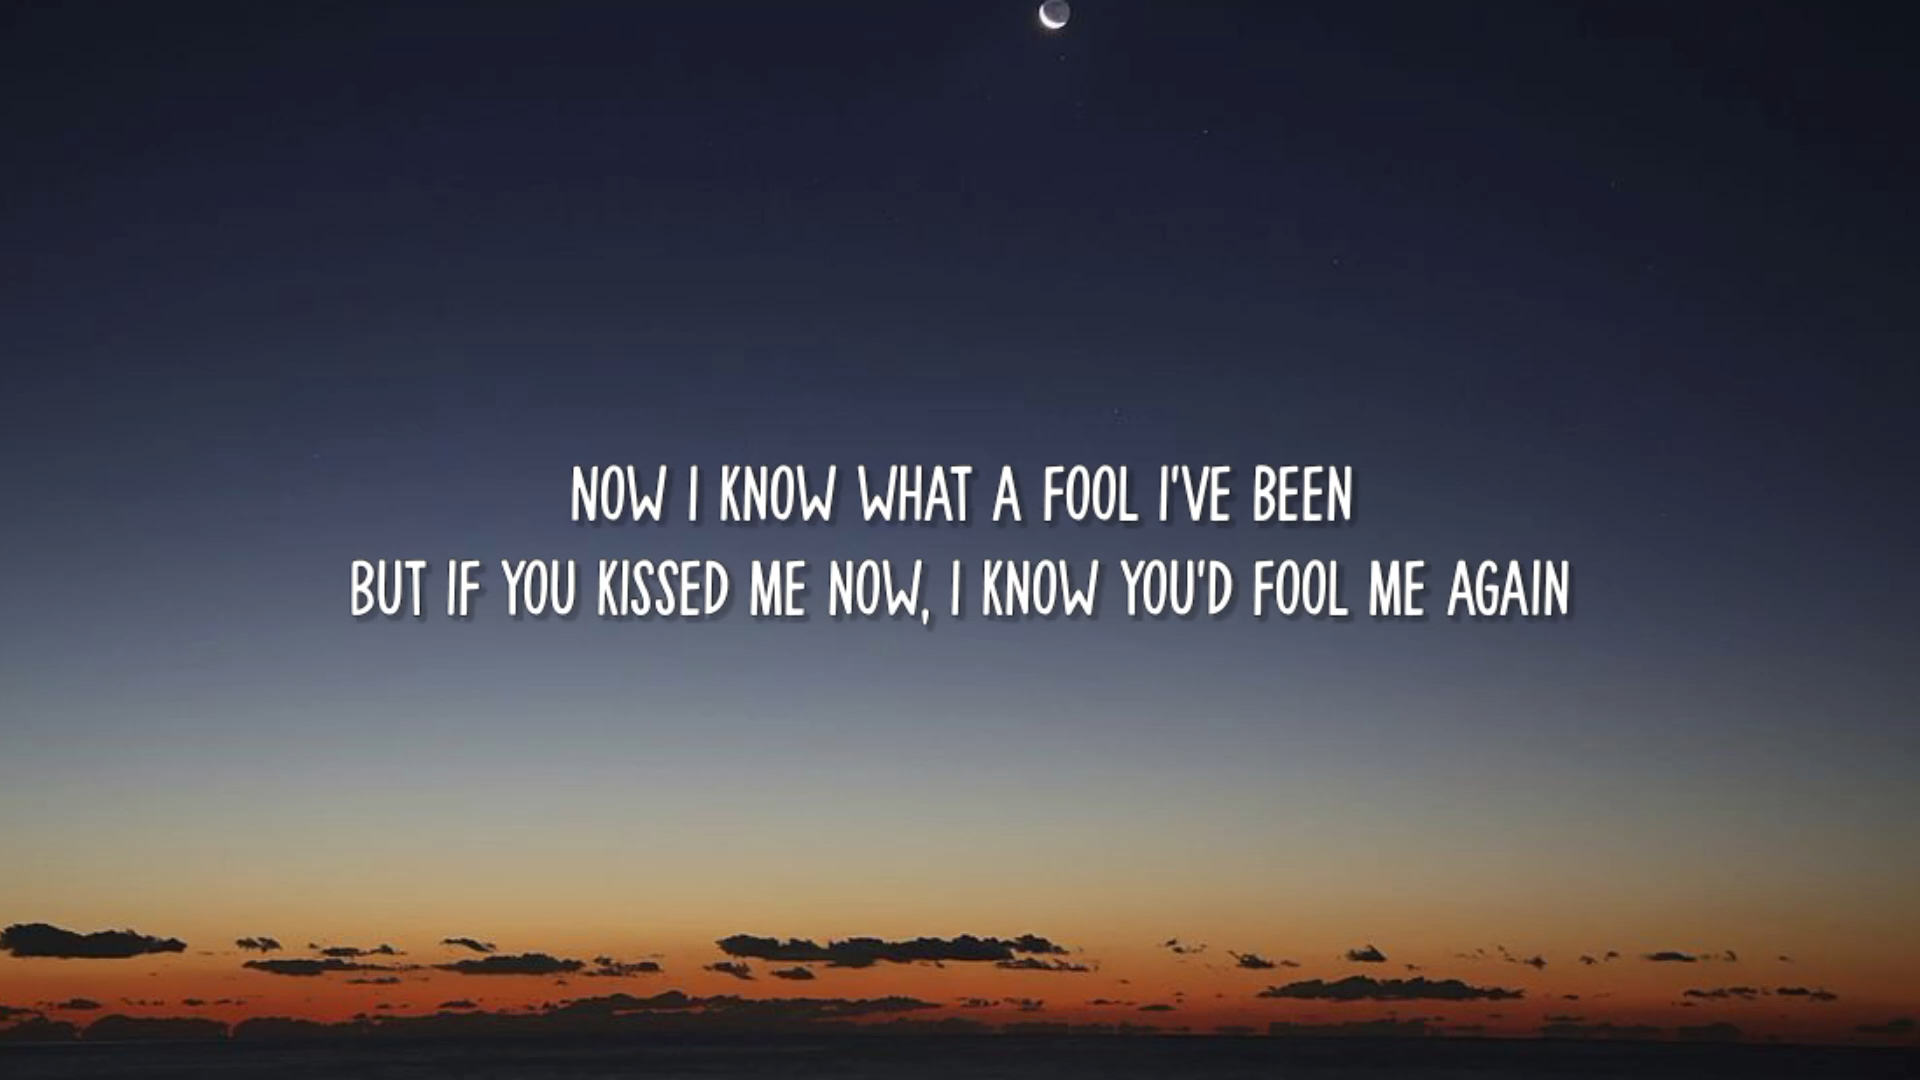 NOW I KNOW WHAT A FOOL I'VE BEEN
BUT IF YOU KISSED ME NOW, I KNOW YOU'D FOOL ME AGAIN